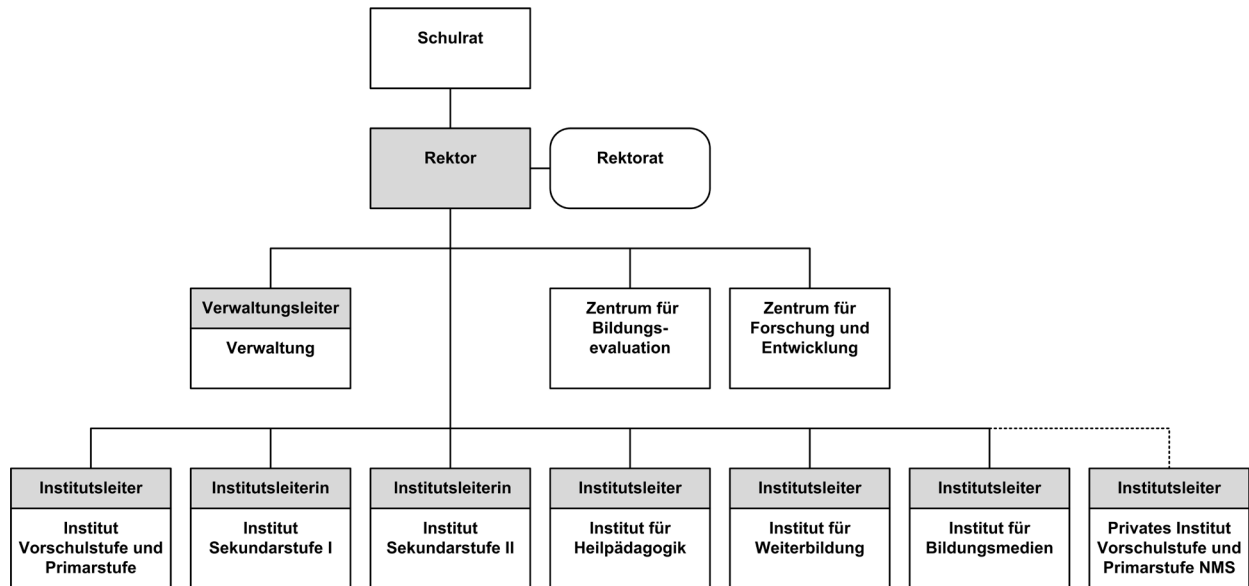 Schulrat
Rektor
Rektorat
Verwaltungsleiter
Verwaltung
Zentrum für
Bildungs-
evaluation
Zentrum für
Forschung und
Entwicklung
Institutsleiter
Institut
Vorschulstufe und
Primarstufe
Institutsleiterin
Institut
Sekundarstufe I
Institutsleiterin
Institut
Sekundarstufe II
Institutsleiter
Institut für
Heilpädagogik
Institutsleiter
Institut für
Weiterbildung
Institutsleiter
Institut für
Bildungsmedien
Institutsleiter
Privates Institut
Vorschulstufe und
Primarstufe NMS